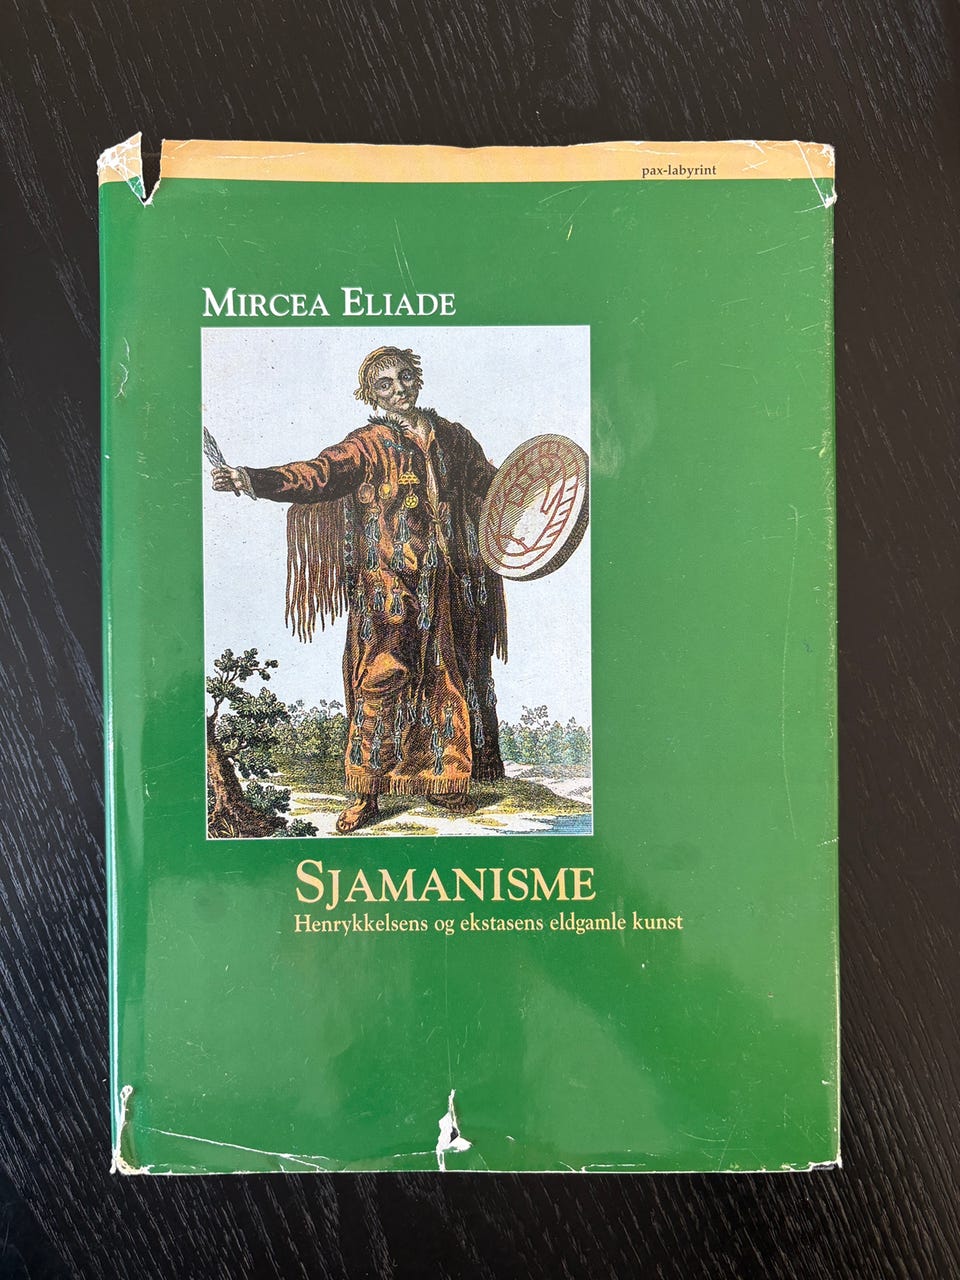 pax-labyrint
MIRCEA ELIADE
SJAMANISME
Henrykkelsens og ekstasens eldgamle kunst